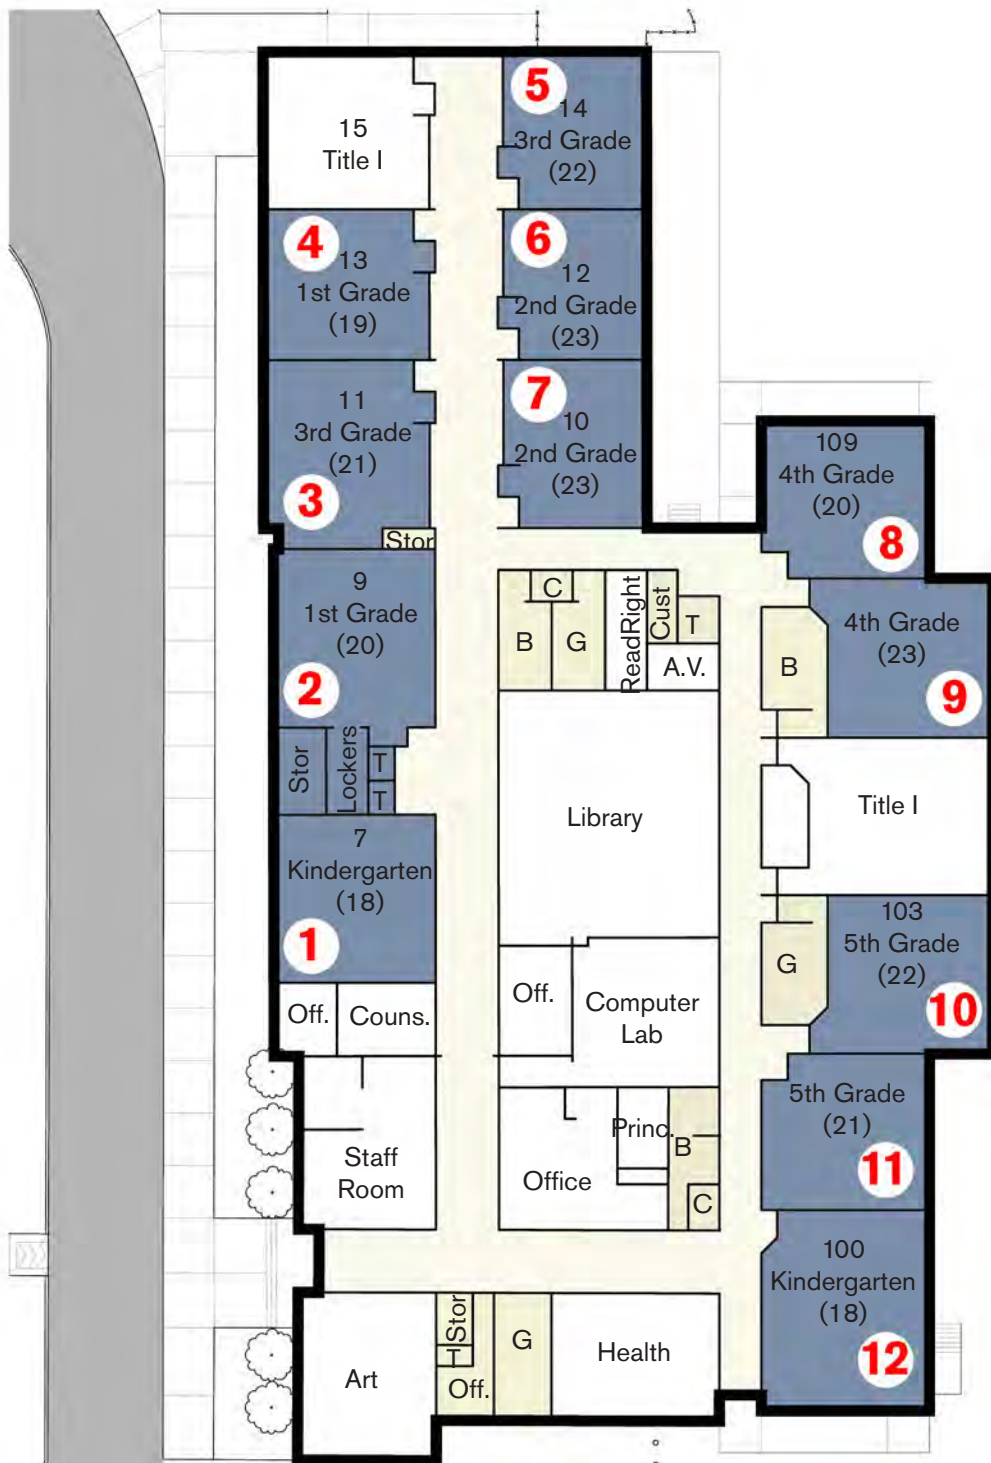 15
Title I
5
14
3rd Grade
(22)
4
13
1st Grade
(19)
6
12
2nd Grade
(23)
11
3rd Grade
(21)
3
Stor
7
10
2nd Grade
(23)
109
4th Grade
(20)
8
9
1st Grade
(20)
2
Stor
Lockers
T
T
C
B
G
ReadRight
Cust
T
A.V.
B
4th Grade
(23)
9
Library
Title I
7
Kindergarten
(18)
1
Off.
Couns.
Off.
Computer
Lab
G
103
5th Grade
(22)
10
Staff
Room
Office
Princ.
B
C
5th Grade
(21)
11
100
Kindergarten
(18)
12
Art
Stor
T
Off.
G
Health